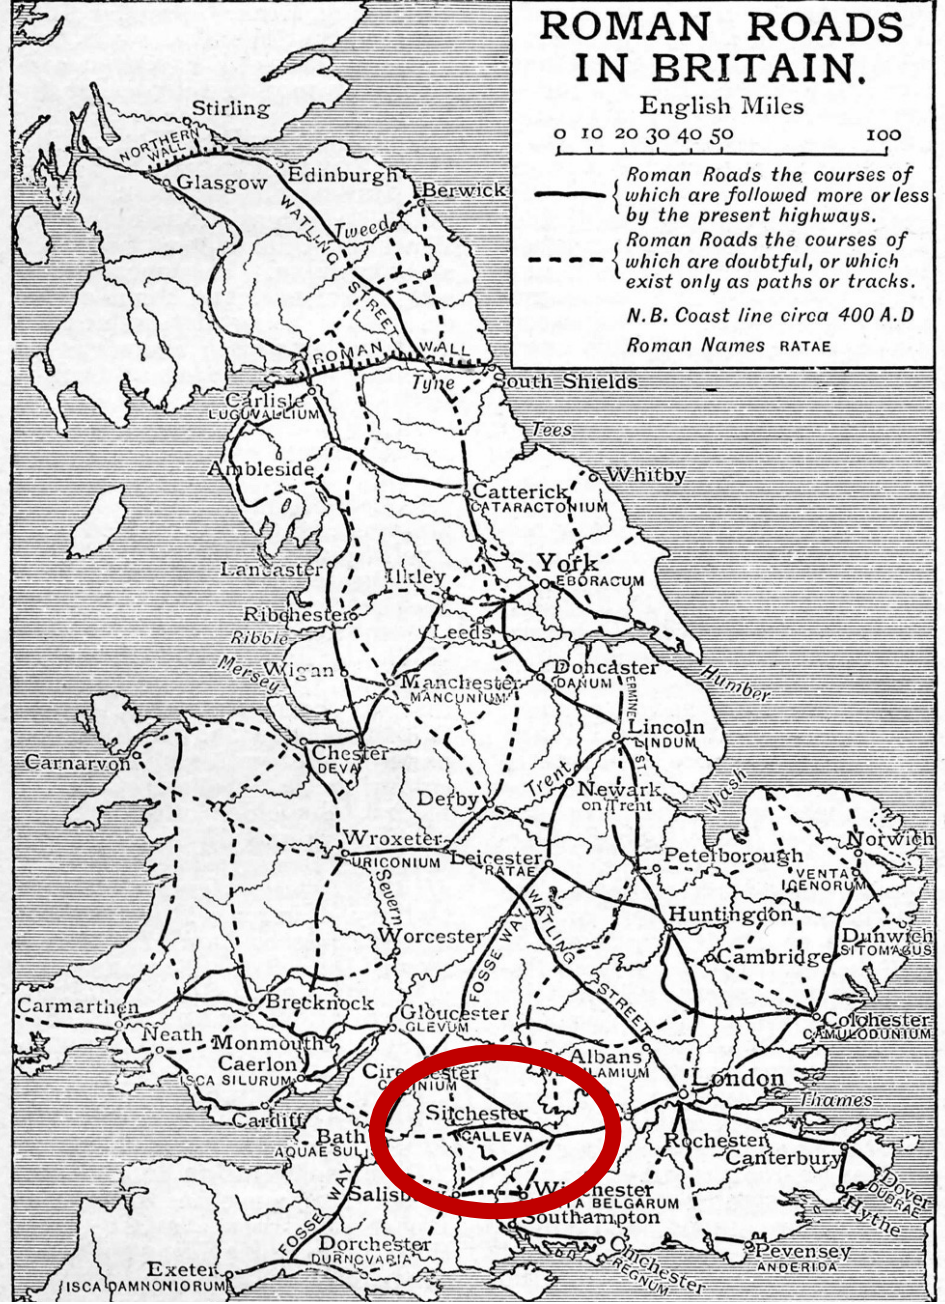 ROMAN ROADS
IN BRITAIN.
English Miles
0 10 20 30 40 50 100
Roman Roads the courses of
which are followed more or less
by the present highways.
Roman Roads the courses of
which are doubtful, or which
exist only as paths or tracks.
N.B. Coast line circa 400 A.D
Roman Names RATAE
Stirling
NORTHERN
WALL
Glasgow
Edinburgh
Berwick
WATLING
Tweed
STREET
ROMAN WALL
Tyne
South Shields
Carlisle
LUGUVALLIUM
Tees
Ambleside
Whitby
Catterick
CATARACTONIUM
York
EBORACUM
Lancaster
Ilkley
Ribchester
Ribble
Leeds
Mersey
Wigan
Manchester
MANCUNIUM
Doncaster
DANUM
Humber
ERMINE
ST.
Lincoln
LINDUM
Carnarvon
Chester
DEVA
Trent
Newark
on Trent
Wash
Derby
Wroxeter
URICONIUM
Leicester
RATAE
Peterborough
Norwich
VENTA
ICENORUM
Severn
WATLING
Huntingdon
Worcester
FOSSE WAY
Cambridge
Dunwich
SITOMAGUS
STREET
Carmarthen
Brecknock
Gloucester
GLEVUM
Colchester
CAMULODUNIUM
Neath
Monmouth
Caerlon
ISCA SILURUM
Albans
London
Thames
Cardiff
Silchester
CALLEVA
Bath
AQUAE SULI
Rochester
Canterbury
Dover
DUBRAE
Hythe
FOSSE WAY
BELGARUM
Southampton
Chichester
REGNUM
Pevensey
ANDERIDA
Dorchester
DURNOVARIA
Exeter
ISCA DAMNONIORUM